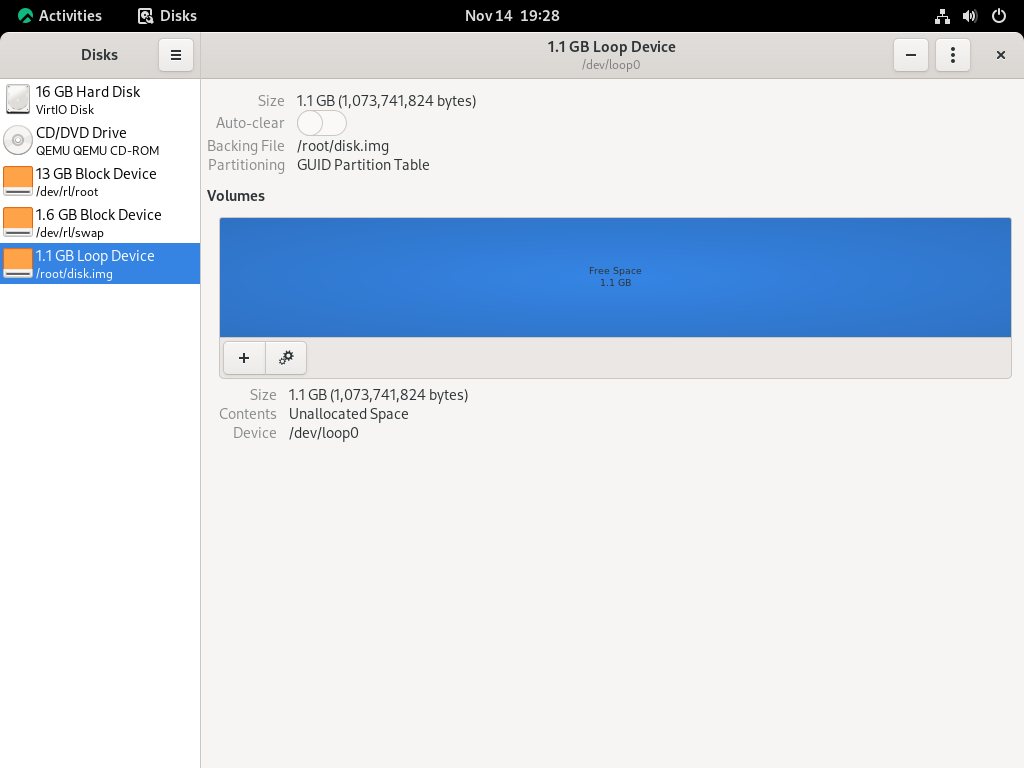 Activities
Disks
Nov 14 19:28
Disks
1.1 GB Loop Device
/dev/loop0
16 GB Hard Disk
VirtIO Disk
CD/DVD Drive
QEMU QEMU CD-ROM
13 GB Block Device
/dev/rl/root
1.6 GB Block Device
/dev/rl/swap
1.1 GB Loop Device
/root/disk.img
Size 1.1 GB (1,073,741,824 bytes)
Auto-clear
Backing File /root/disk.img
Partitioning GUID Partition Table
Volumes
Free Space
1.1 GB
Size 1.1 GB (1,073,741,824 bytes)
Contents Unallocated Space
Device /dev/loop0